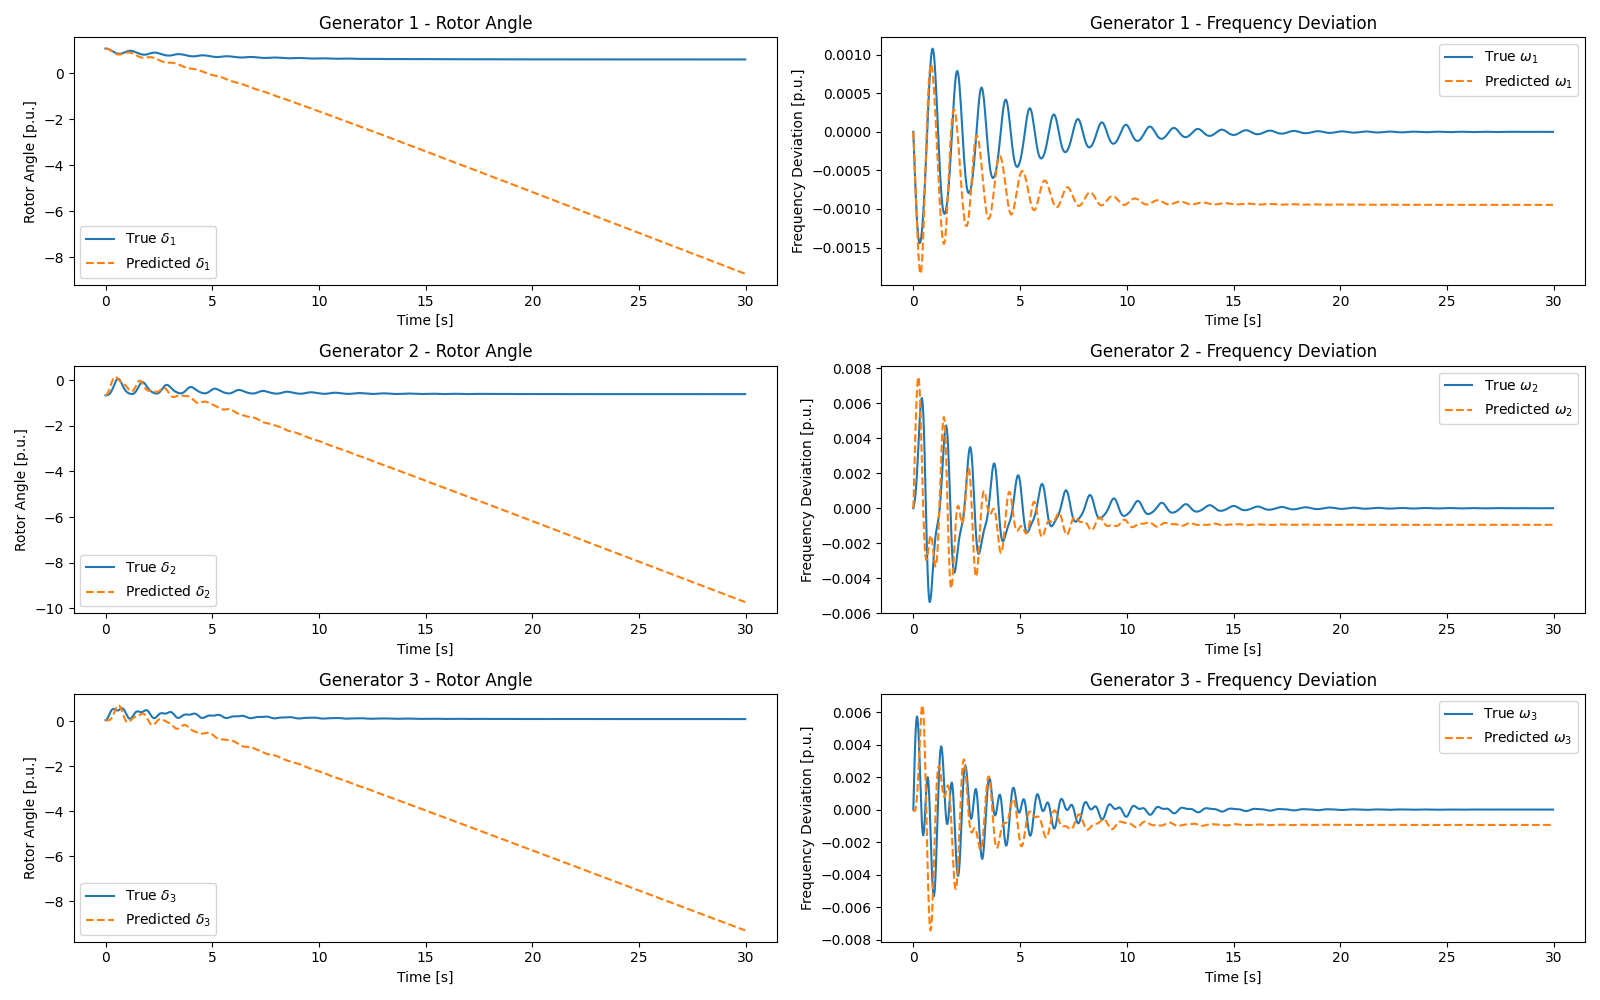 Generator 1 - Rotor Angle
Rotor Angle [p.u.]
0
−2
−4
−6
−8
True δ1
Predicted δ1
0 5 10 15 20 25 30
Time [s]
Generator 1 - Frequency Deviation
Frequency Deviation [p.u.]
0.0010
0.0005
0.0000
−0.0005
−0.0010
−0.0015
True ω1
Predicted ω1
0 5 10 15 20 25 30
Time [s]
Generator 2 - Rotor Angle
Rotor Angle [p.u.]
0
−2
−4
−6
−8
−10
True δ2
Predicted δ2
0 5 10 15 20 25 30
Time [s]
Generator 2 - Frequency Deviation
Frequency Deviation [p.u.]
0.008
0.006
0.004
0.002
0.000
−0.002
−0.004
−0.006
True ω2
Predicted ω2
0 5 10 15 20 25 30
Time [s]
Generator 3 - Rotor Angle
Rotor Angle [p.u.]
0
−2
−4
−6
−8
True δ3
Predicted δ3
0 5 10 15 20 25 30
Time [s]
Generator 3 - Frequency Deviation
Frequency Deviation [p.u.]
0.006
0.004
0.002
0.000
−0.002
−0.004
−0.006
−0.008
True ω3
Predicted ω3
0 5 10 15 20 25 30
Time [s]